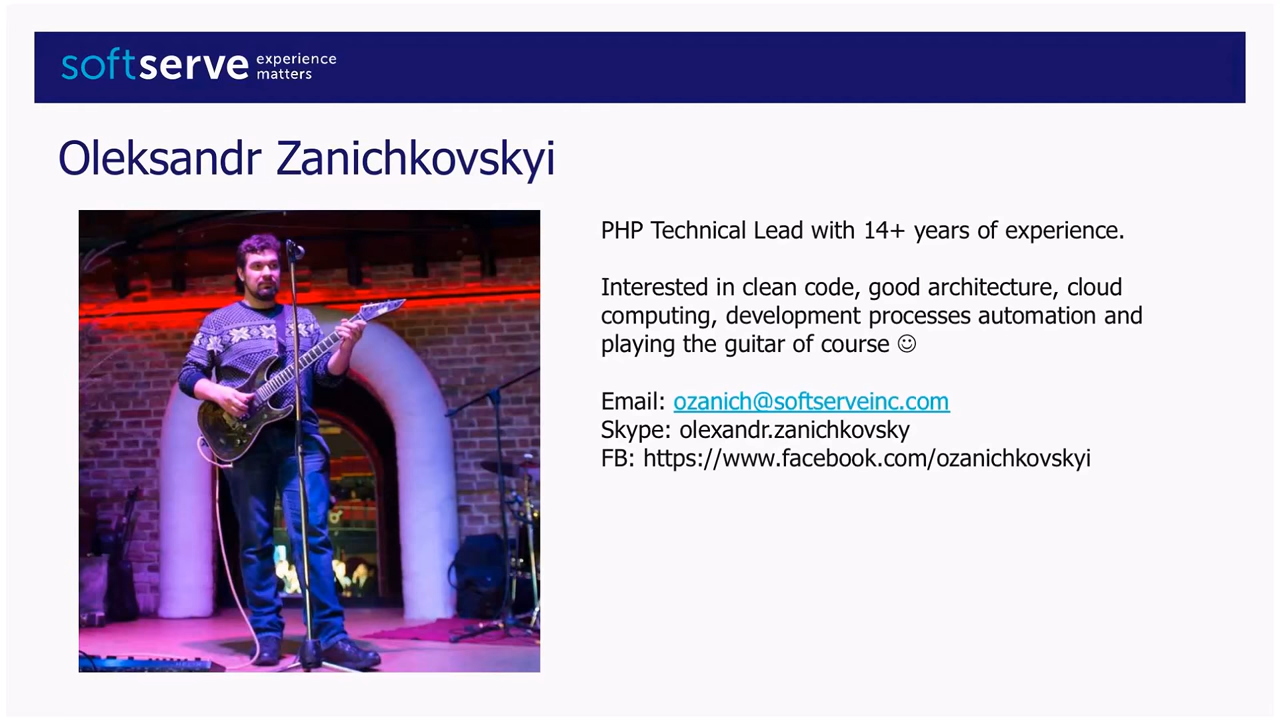 softserve experience
matters
Oleksandr Zanichkovskyi
PHP Technical Lead with 14+ years of experience.
Interested in clean code, good architecture, cloud
computing, development processes automation and
playing the guitar of course ☺
Email: ozanich@softserveinc.com
Skype: olexandr.zanichkovsky
FB: https://www.facebook.com/ozanichkovskyi